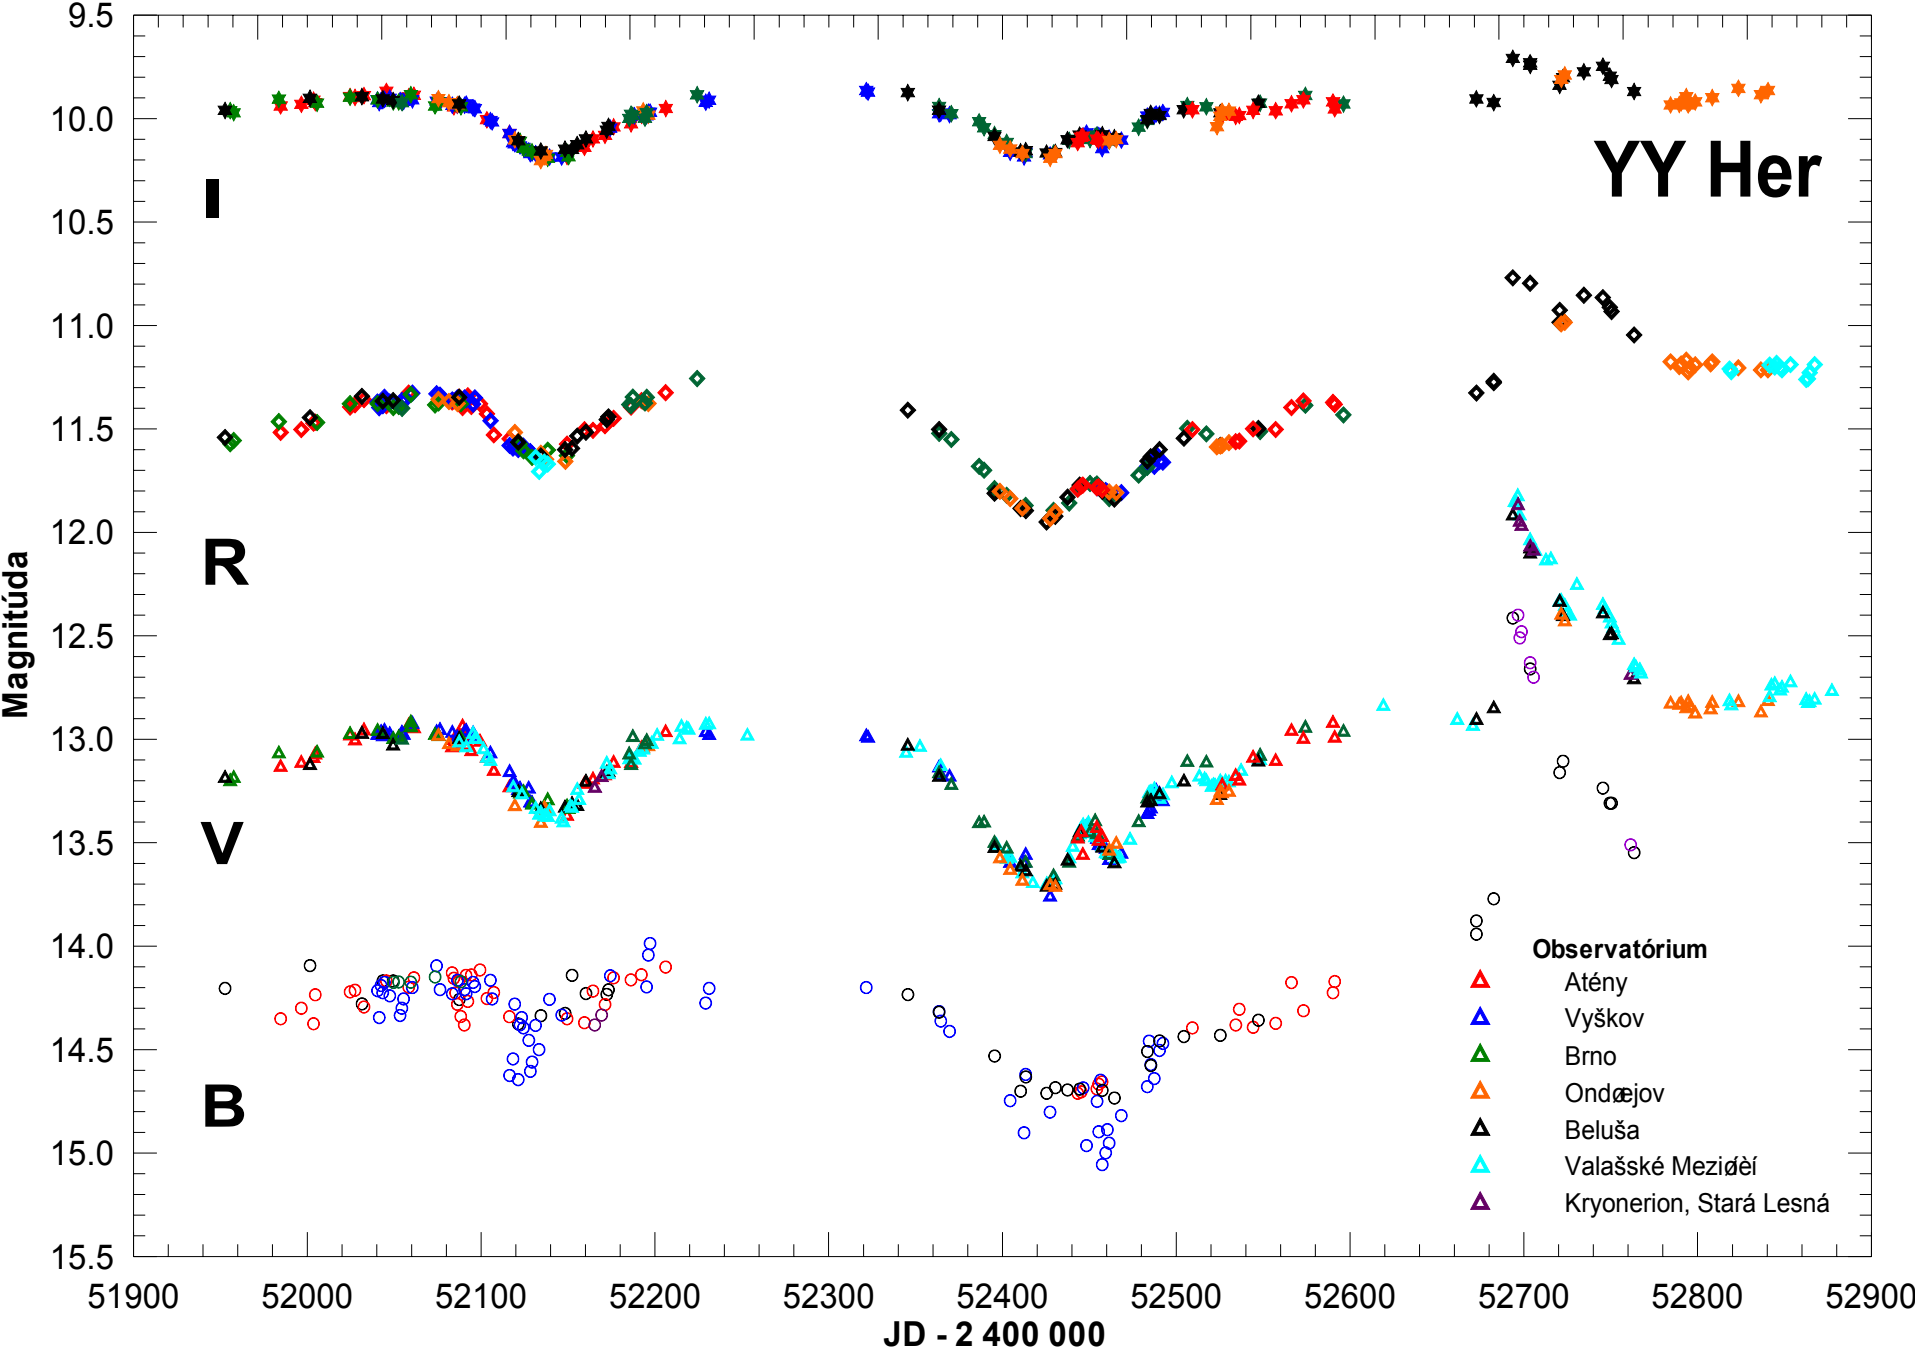 9.5
10.0
10.5
11.0
11.5
12.0
12.5
13.0
13.5
14.0
14.5
15.0
15.5
Magnitúda
I
YY Her
R
V
B
Observatórium
Atény
Vyškov
Brno
Ondøejov
Beluša
Valašské Meziøèí
Kryonerion, Stará Lesná
51900 52000 52100 52200 52300 52400 52500 52600 52700 52800 52900
JD - 2 400 000